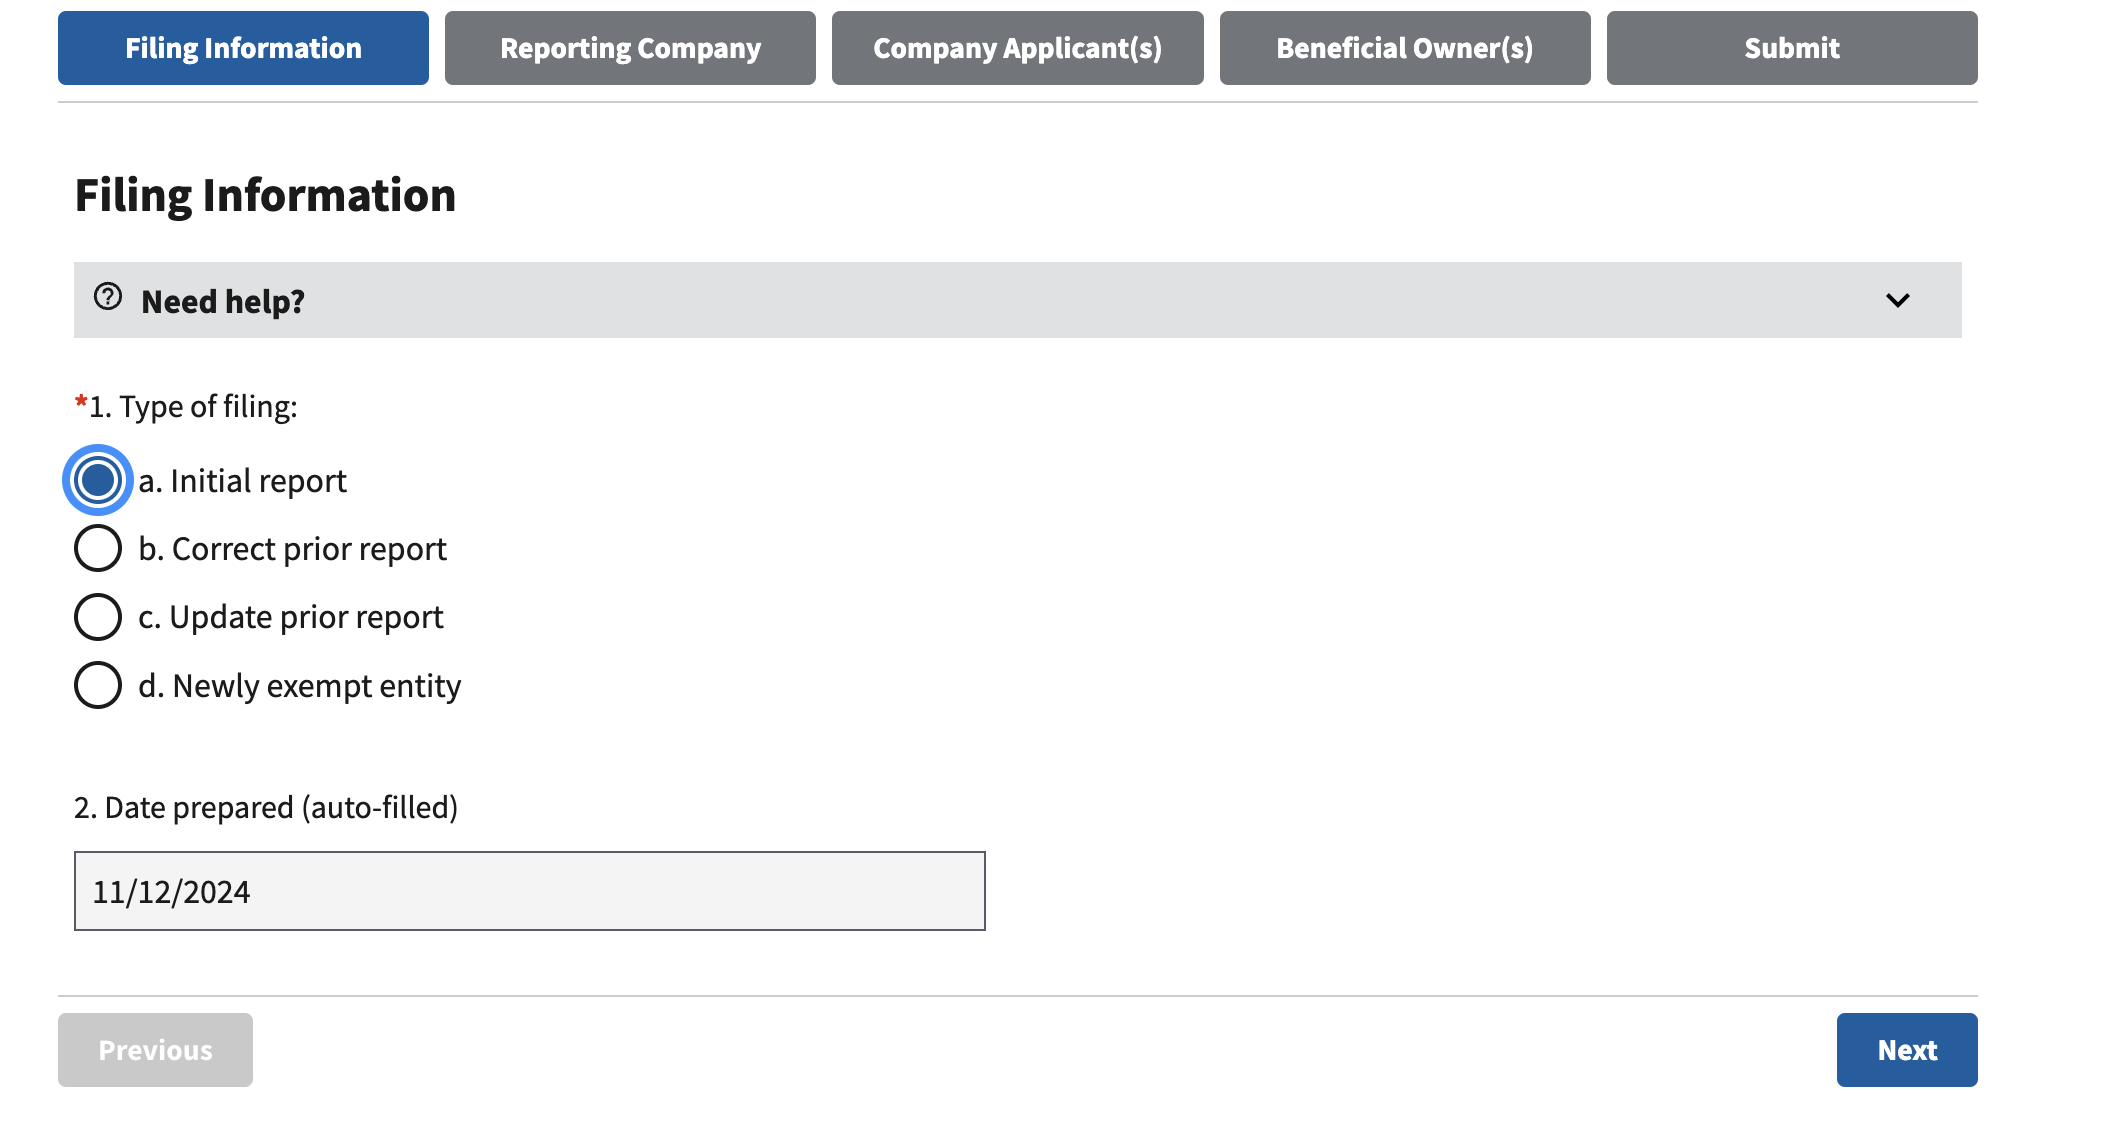 Filing Information
Reporting Company
Company Applicant(s)
Beneficial Owner(s)
Submit
Filing Information
Need help?
*1. Type of filing:
a. Initial report
b. Correct prior report
c. Update prior report
d. Newly exempt entity
2. Date prepared (auto-filled)
11/12/2024
Previous
Next